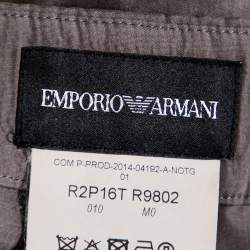 EMPORIO ARMANI
COM.P-PROD-2014-04192-A-NOTG
01
R2P16T R9802
010 M0